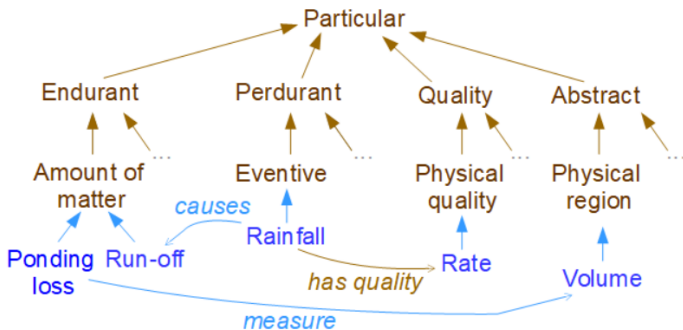 Particular
Endurant Perdurant Quality Abstract
... ... ... ...
Amount of Eventive Physical Physical
matter quality region
causes
Rainfall
Ponding Run-off Rate
loss has quality Volume
measure